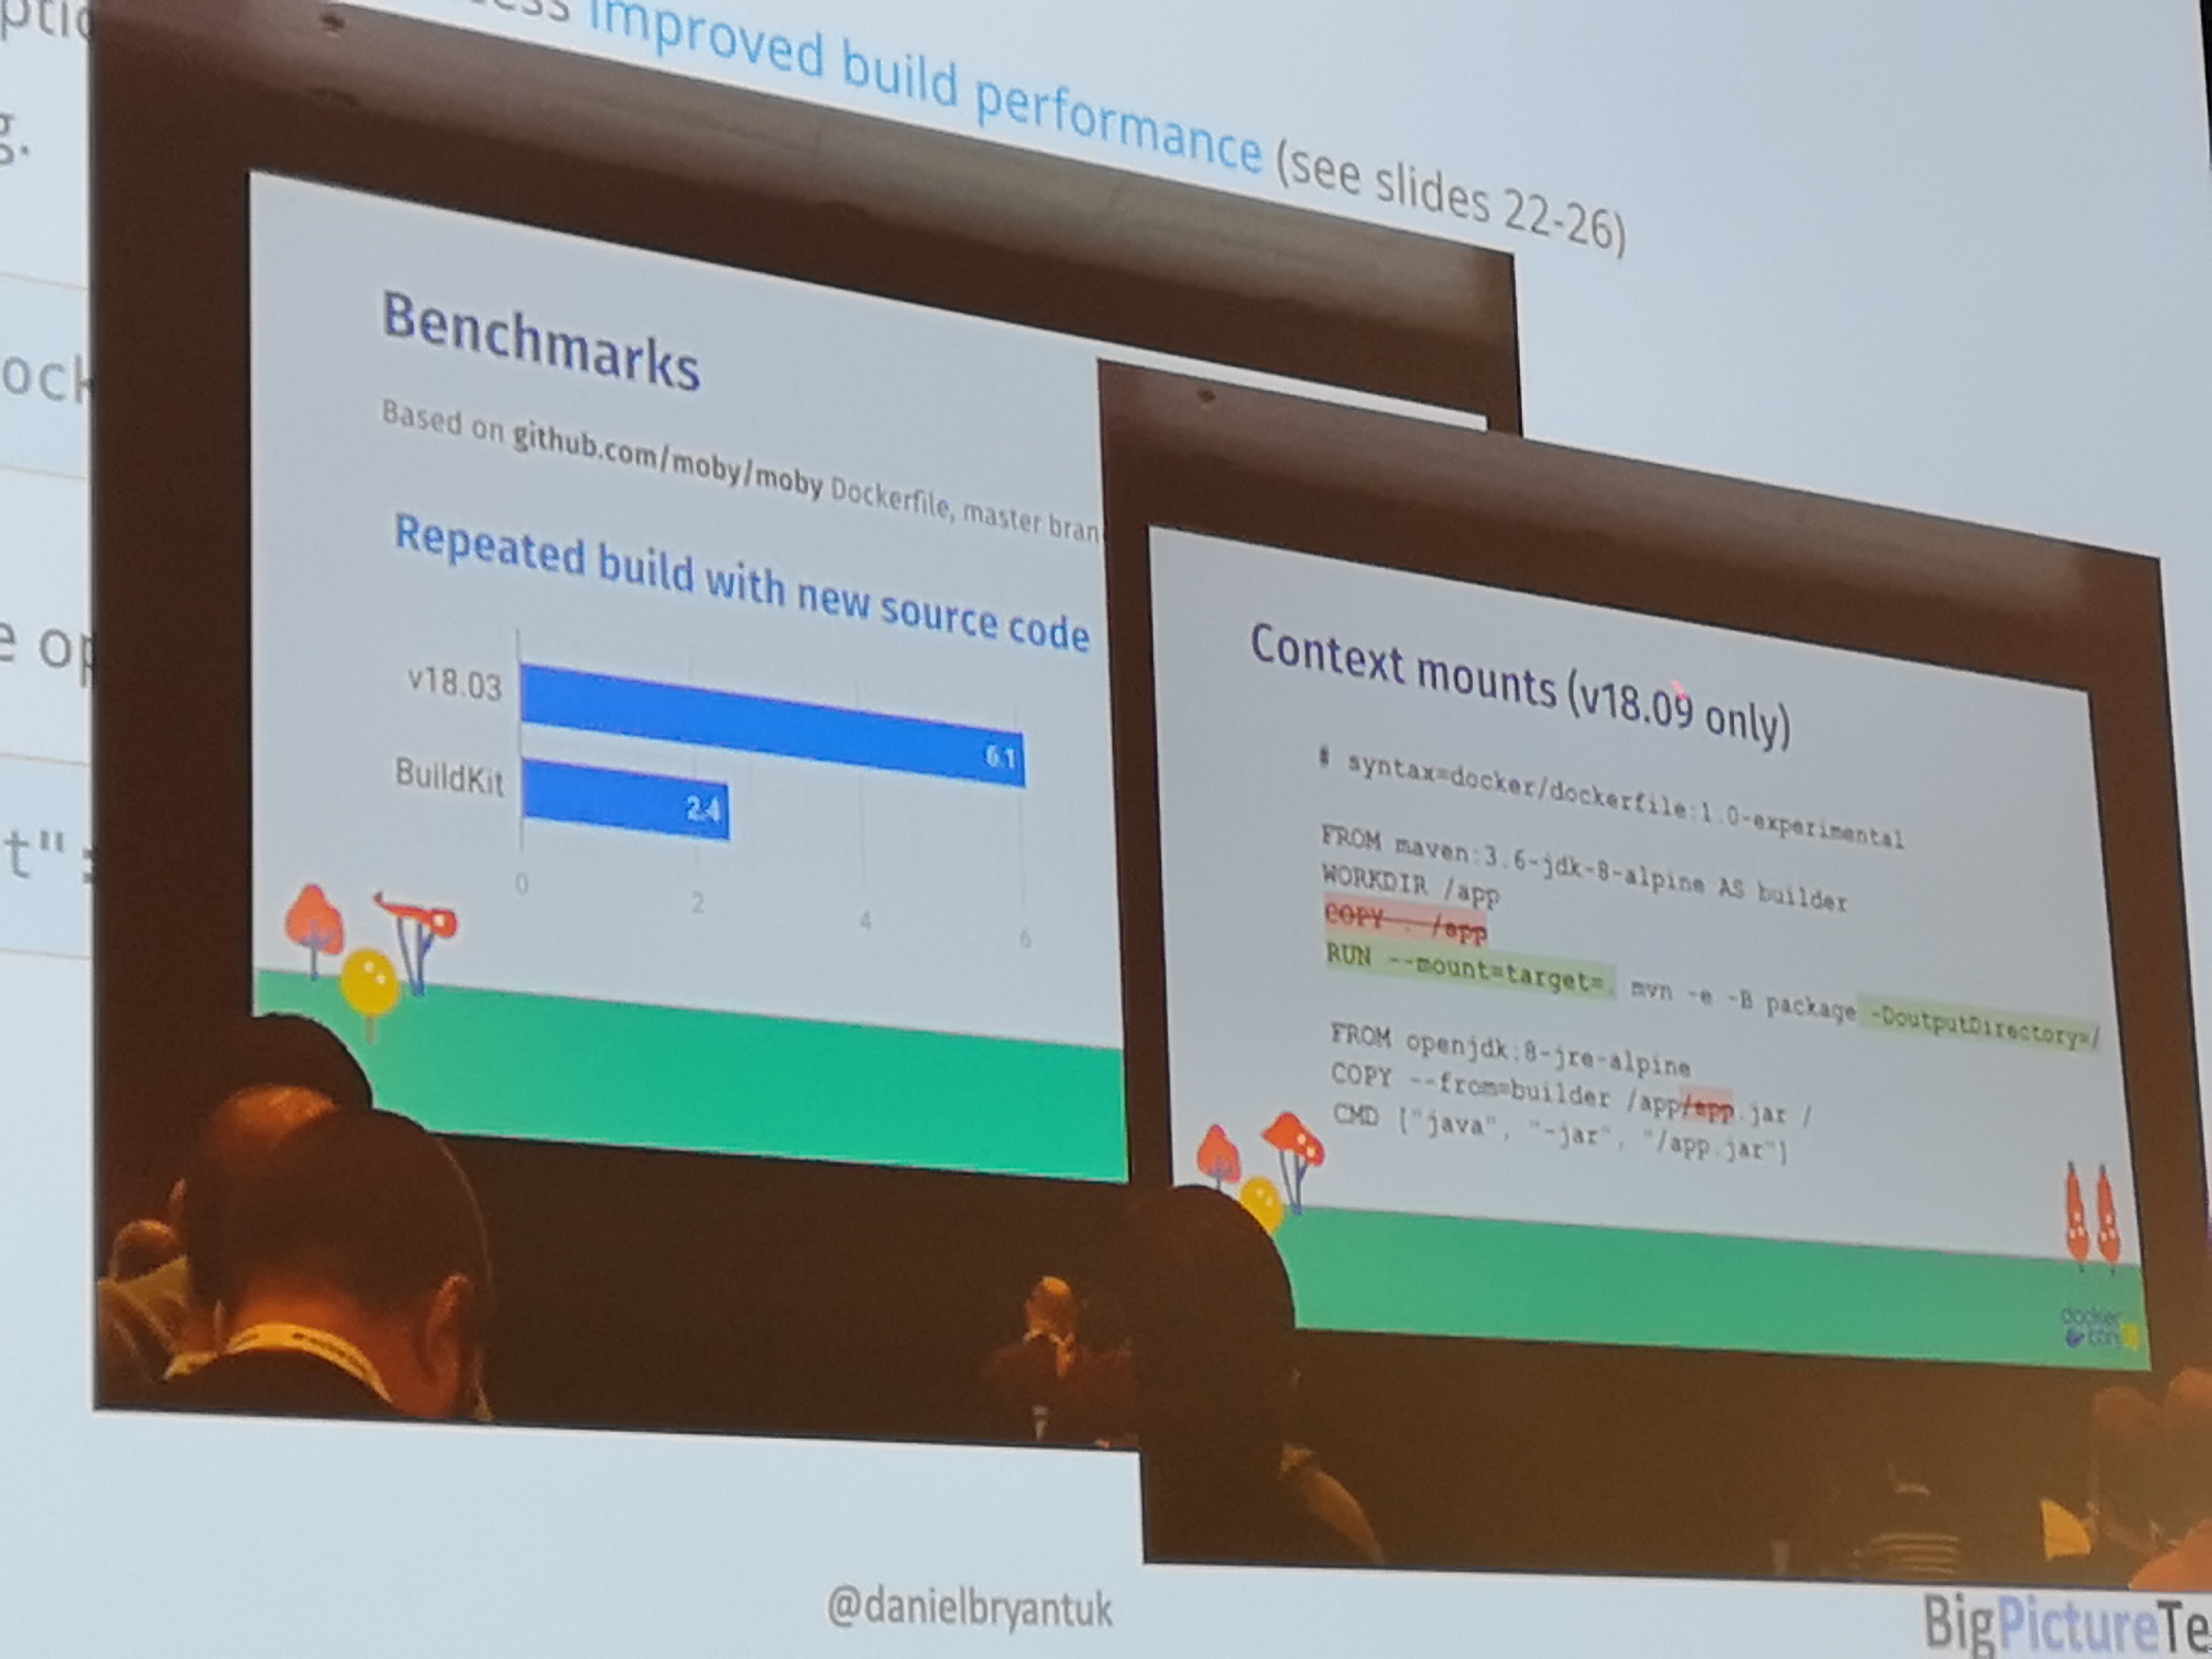 improved build performance (see slides 22-26)
g.
Benchmarks
Based on github.com/moby/moby Dockerfile, master bran
Repeated build with new source code
v18.03
6.1
BuildKit
2.4
0 2 4 6
Context mounts (v18.09 only)
# syntax=docker/dockerfile:1.0-experimental
FROM maven:3.6-jdk-8-alpine AS builder
WORKDIR /app
COPY . /app
RUN --mount=target=. mvn -e -B package -DoutputDirectory=/
FROM openjdk:8-jre-alpine
COPY --from=builder /app/app.jar /
CMD ["java", "-jar", "/app.jar"]
docker
con
@danielbryantuk
BigPictureTe